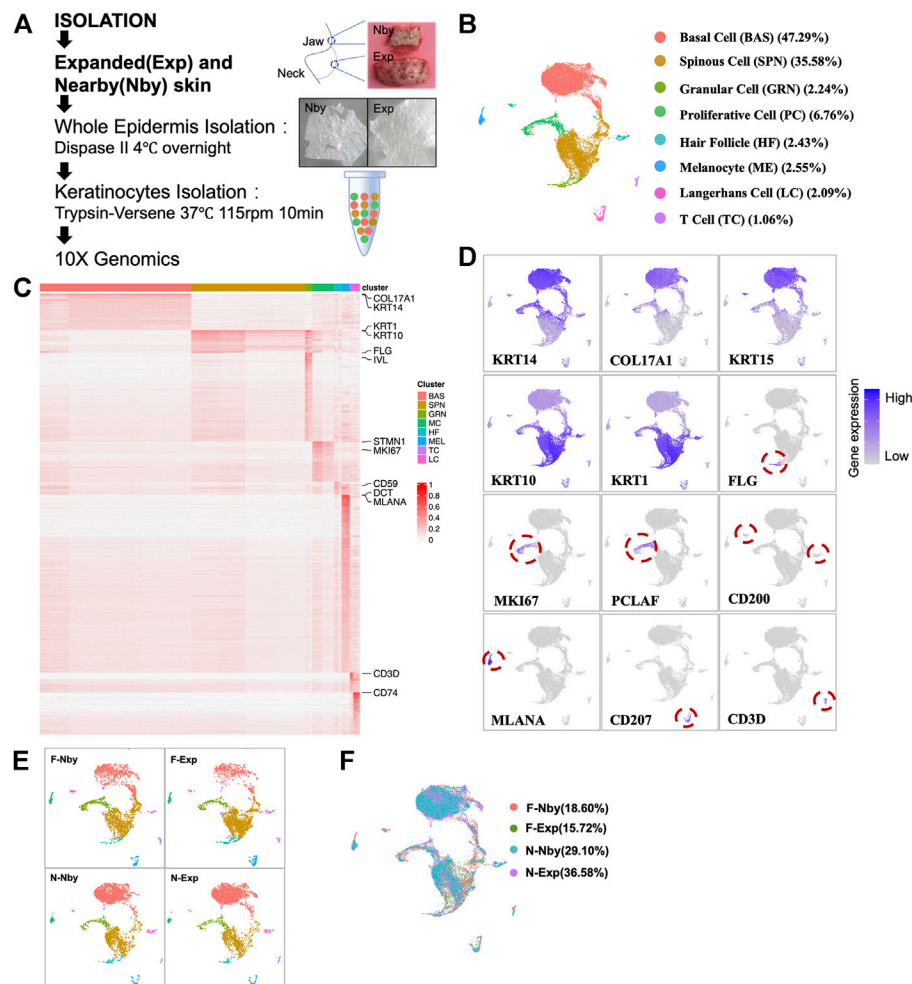 A
ISOLATION
Expanded(Exp) and
Nearby(Nby) skin
Whole Epidermis Isolation :
Dispase II 4℃ overnight
Keratinocytes Isolation :
Trypsin-Versene 37℃ 115rpm 10min
10X Genomics
Jaw
Neck
Nby
Exp
Nby
Exp
B
Basal Cell (BAS) (47.29%)
Spinous Cell (SPN) (35.58%)
Granular Cell (GRN) (2.24%)
Proliferative Cell (PC) (6.76%)
Hair Follicle (HF) (2.43%)
Melanocyte (ME) (2.55%)
Langerhans Cell (LC) (2.09%)
T Cell (TC) (1.06%)
C
cluster
COL17A1
KRT14
KRT1
KRT10
FLG
IVL
STMN1
MKI67
CD59
DCT
MLANA
CD3D
CD74
Cluster
BAS
SPN
GRN
MC
HF
MEL
TC
LC
1
0.8
0.6
0.4
0.2
0
D
KRT14
COL17A1
KRT15
KRT10
KRT1
FLG
MKI67
PCLAF
CD200
MLANA
CD207
CD3D
Gene expression
High
Low
E
F-Nby
F-Exp
N-Nby
N-Exp
F
F-Nby(18.60%)
F-Exp(15.72%)
N-Nby(29.10%)
N-Exp(36.58%)